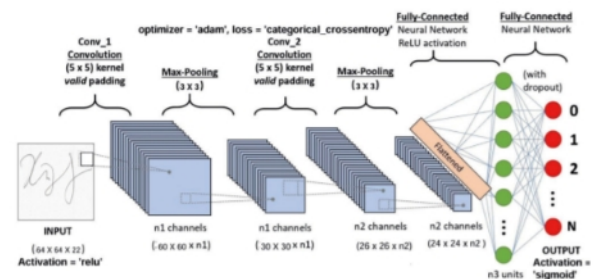 optimizer = 'adam', loss = 'categorical_crossentropy'
Conv_1
Convolution
(5 x 5) kernel
valid padding
Max-Pooling
(3 x 3)
Conv_2
Convolution
(5 x 5) kernel
valid padding
Max-Pooling
(3 x 3)
Fully-Connected
Neural Network
ReLU activation
Fully-Connected
Neural Network
(with
dropout)
Flattened
0
1
2
N
INPUT
(64 X 64 X 22)
Activation = 'relu'
n1 channels
(60 X 60 x n1)
n1 channels
(30 X 30 x n1)
n2 channels
(26 x 26 x n2)
n2 channels
(24 x 24 x n2)
n3 units
OUTPUT
Activation =
'sigmoid'